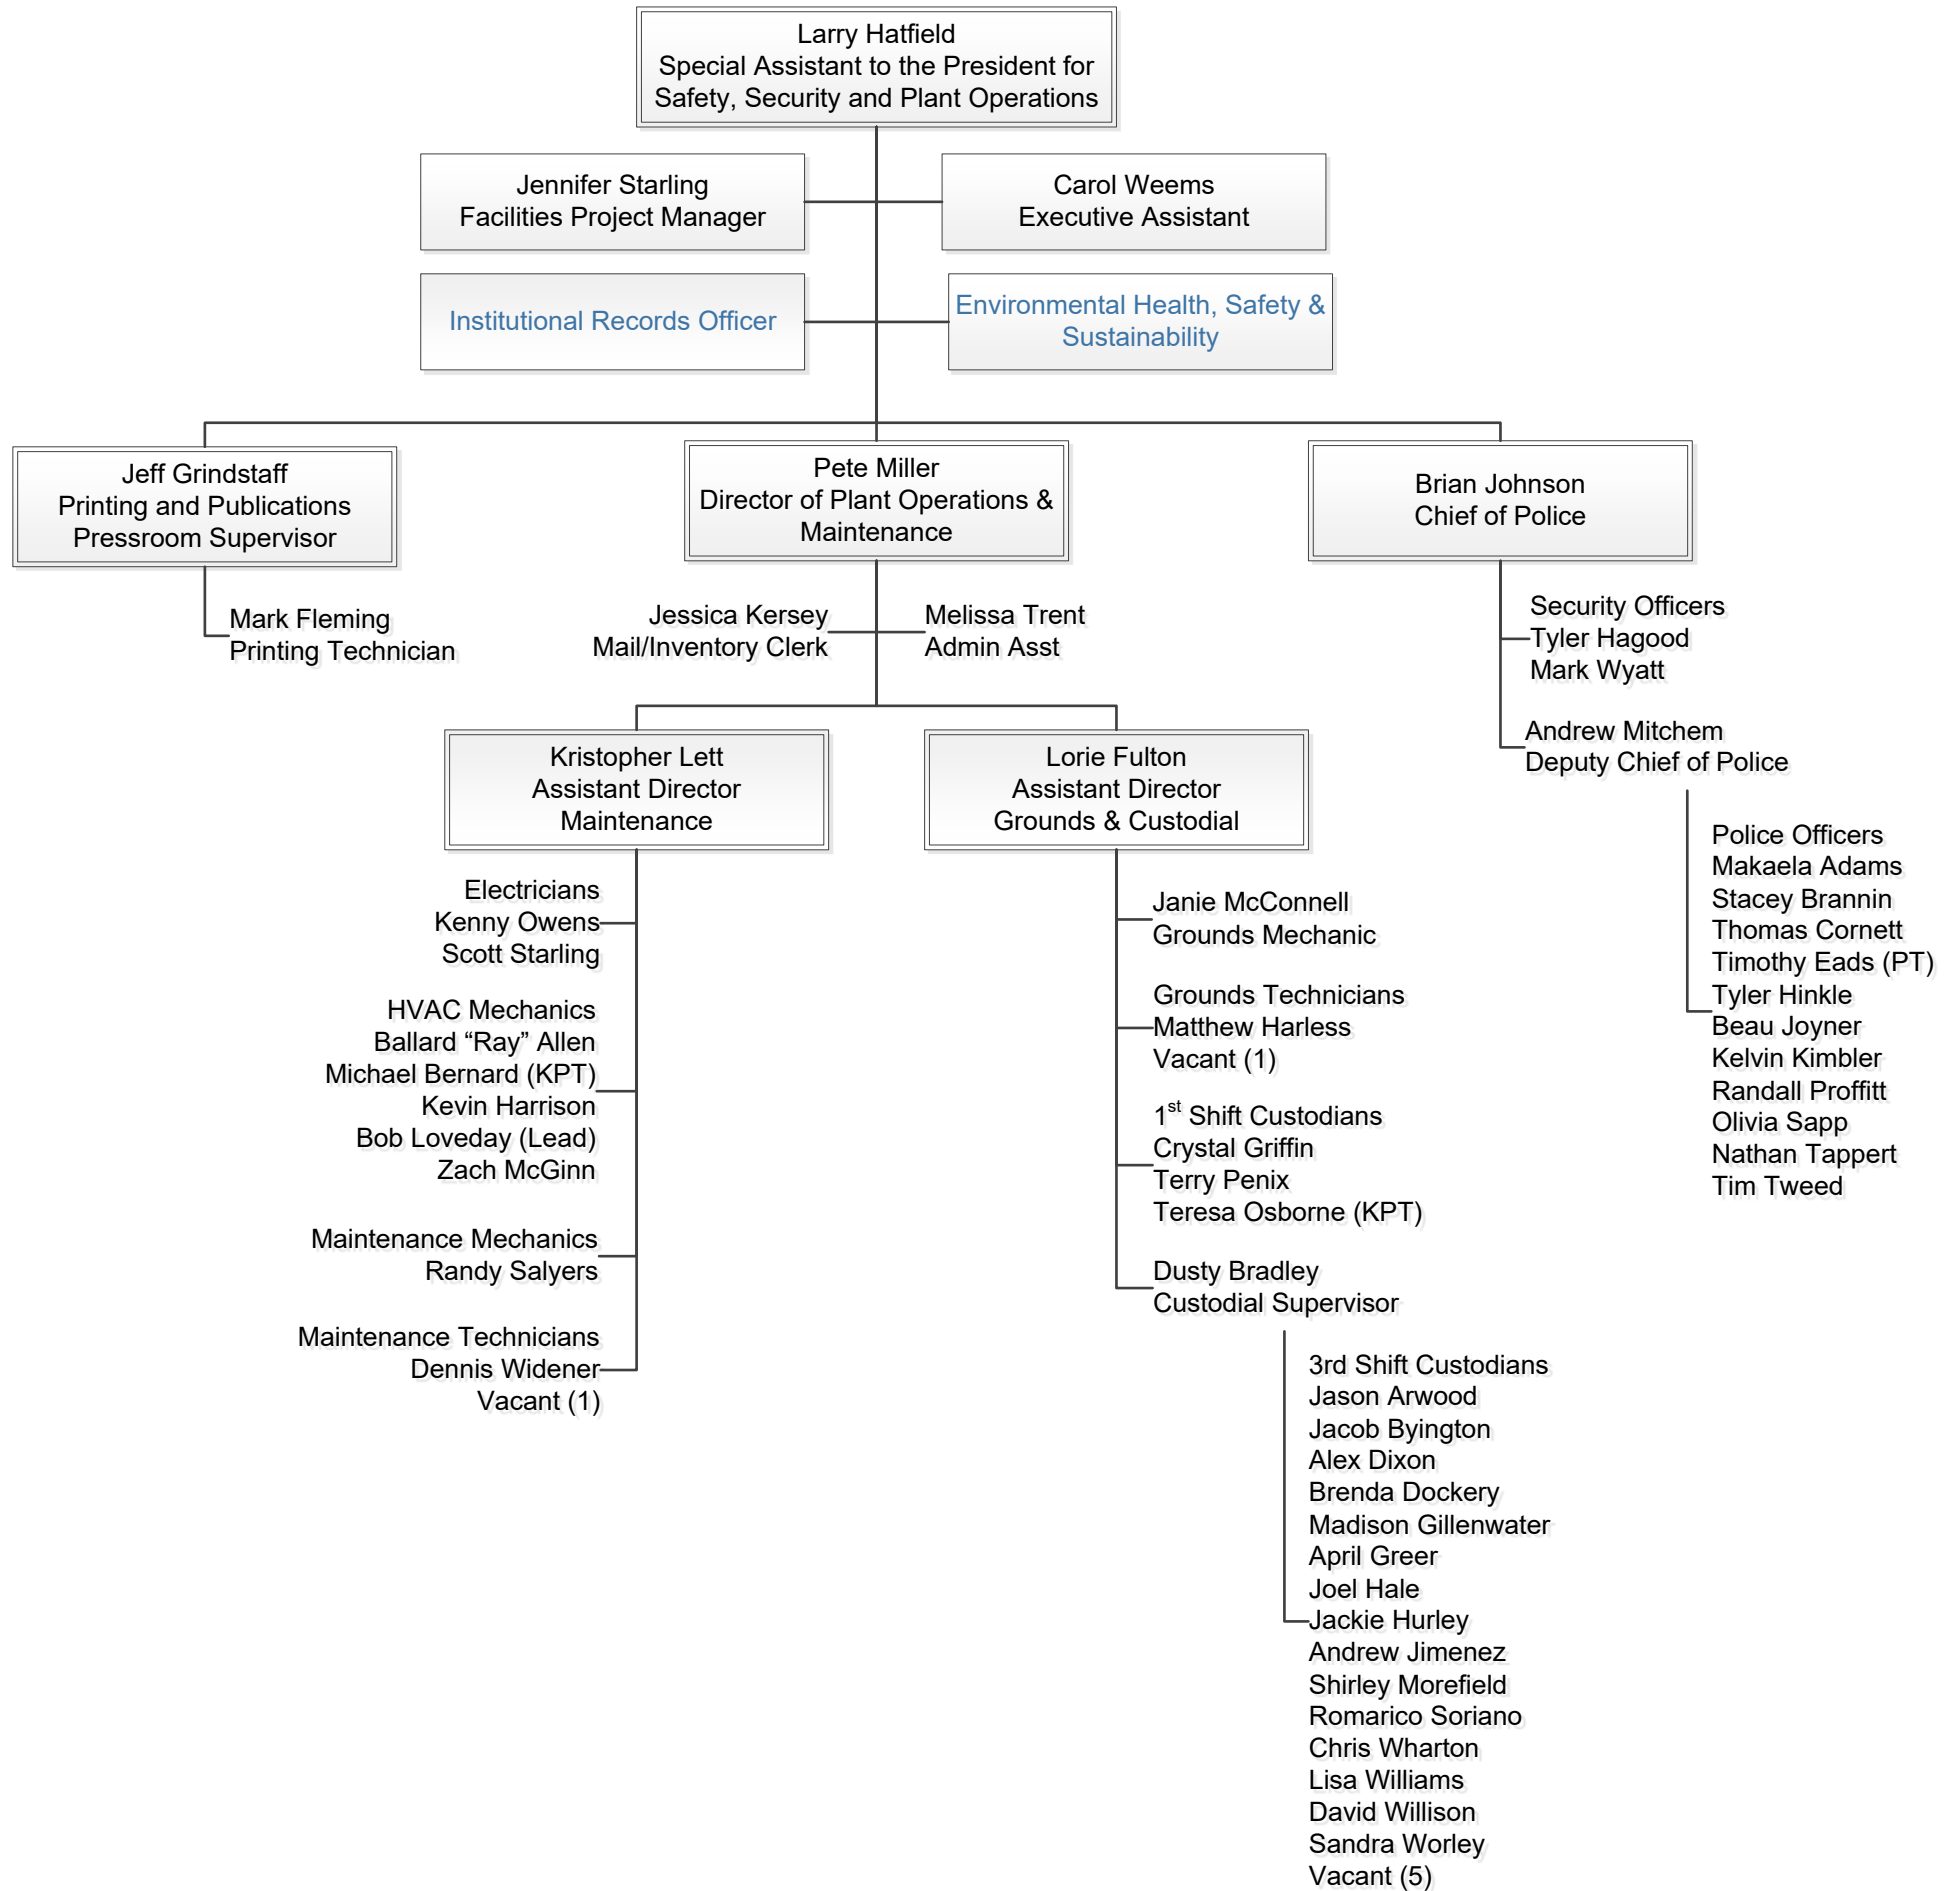 Larry Hatfield
Special Assistant to the President for
Safety, Security and Plant Operations
Jennifer Starling
Facilities Project Manager
Carol Weems
Executive Assistant
Institutional Records Officer
Environmental Health, Safety &
Sustainability
Jeff Grindstaff
Printing and Publications
Pressroom Supervisor
Mark Fleming
Printing Technician
Pete Miller
Director of Plant Operations &
Maintenance
Jessica Kersey
Mail/Inventory Clerk
Melissa Trent
Admin Asst
Kristopher Lett
Assistant Director
Maintenance
Electricians
Kenny Owens
Scott Starling
HVAC Mechanics
Ballard “Ray” Allen
Michael Bernard (KPT)
Kevin Harrison
Bob Loveday (Lead)
Zach McGinn
Maintenance Mechanics
Randy Salyers
Maintenance Technicians
Dennis Widener
Vacant (1)
Lorie Fulton
Assistant Director
Grounds & Custodial
Janie McConnell
Grounds Mechanic
Grounds Technicians
Matthew Harless
Vacant (1)
1st Shift Custodians
Crystal Griffin
Terry Penix
Teresa Osborne (KPT)
Dusty Bradley
Custodial Supervisor
3rd Shift Custodians
Jason Arwood
Jacob Byington
Alex Dixon
Brenda Dockery
Madison Gillenwater
April Greer
Joel Hale
Jackie Hurley
Andrew Jimenez
Shirley Morefield
Romarico Soriano
Chris Wharton
Lisa Williams
David Willison
Sandra Worley
Vacant (5)
Brian Johnson
Chief of Police
Security Officers
Tyler Hagood
Mark Wyatt
Andrew Mitchem
Deputy Chief of Police
Police Officers
Makaela Adams
Stacey Brannin
Thomas Cornett
Timothy Eads (PT)
Tyler Hinkle
Beau Joyner
Kelvin Kimbler
Randall Proffitt
Olivia Sapp
Nathan Tappert
Tim Tweed